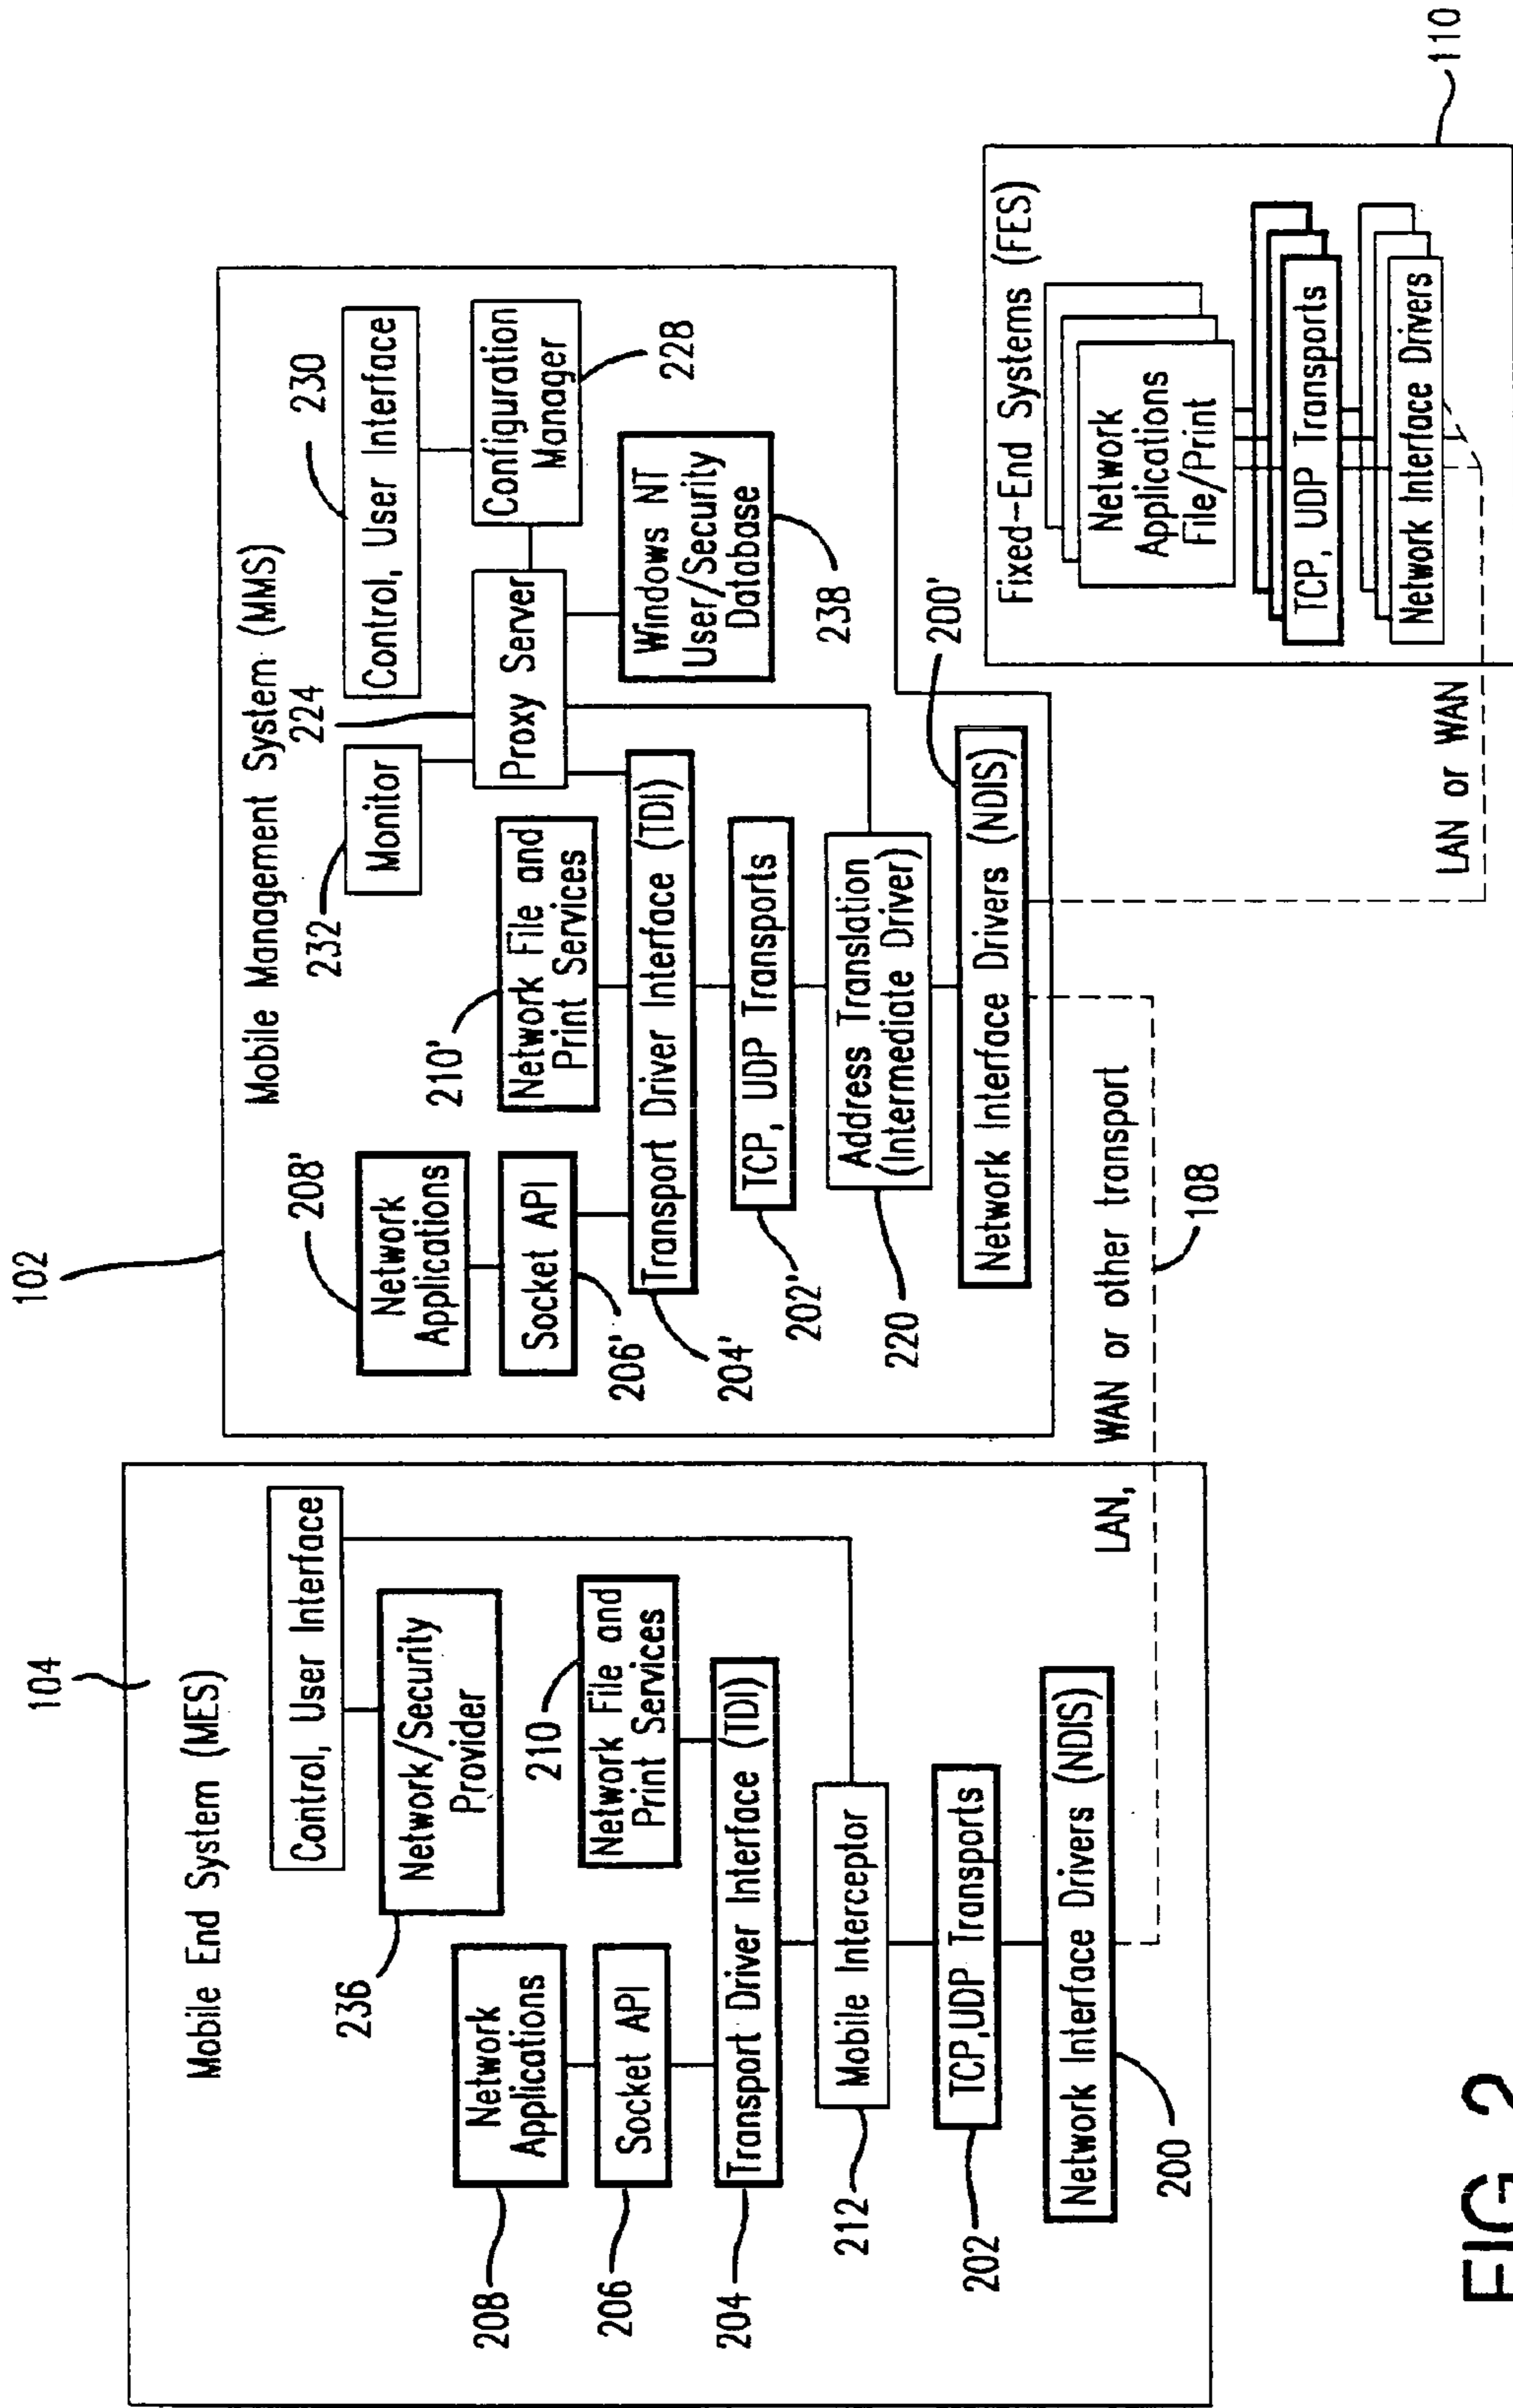 104
Mobile End System (MES)
Control, User Interface
Network/Security
Provider
236
Network
Applications
208
Socket API
206
210
Network File and
Print Services
Transport Driver Interface (TDI)
204
Mobile Interceptor
212
TCP,UDP Transports
202
Network Interface Drivers (NDIS)
200
LAN, WAN or other transport
108
102
Mobile Management System (MMS)
208'
Network
Applications
Socket API
206'
210'
Network File and
Print Services
232
Monitor
224
Proxy Server
230
Control, User Interface
Configuration
Manager
228
Windows NT
User/Security
Database
238
Transport Driver Interface (TDI)
204'
TCP, UDP Transports
202'
Address Translation
(Intermediate Driver)
220
Network Interface Drivers (NDIS)
200'
LAN or WAN
Fixed-End Systems (FES)
Network
Applications
File/Print
TCP, UDP Transports
Network Interface Drivers
110
FIG. 2